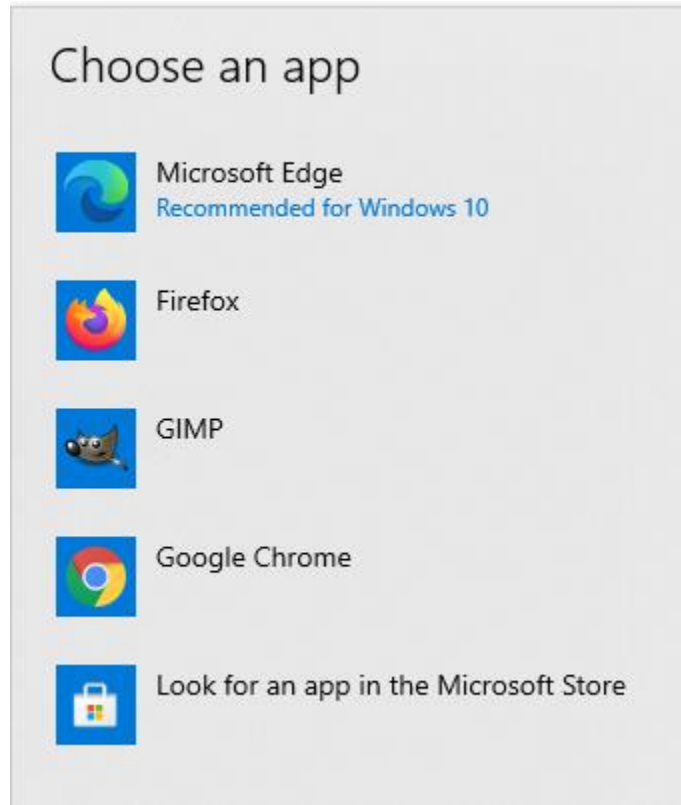 Choose an app
Microsoft Edge
Recommended for Windows 10
Firefox
GIMP
Google Chrome
Look for an app in the Microsoft Store